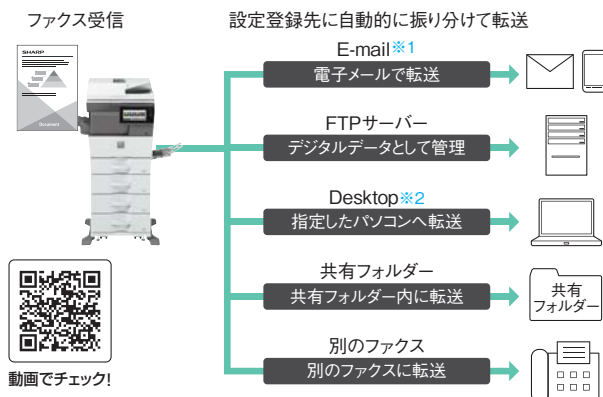 ファクス受信
設定登録先に自動的に振り分けて転送
SHARP
Document
E-mail※1
電子メールで転送
FTPサーバー
デジタルデータとして管理
Desktop※2
指定したパソコンへ転送
共有フォルダー
共有フォルダー内に転送
共有
フォルダー
別のファクス
別のファクスに転送
動画でチェック!